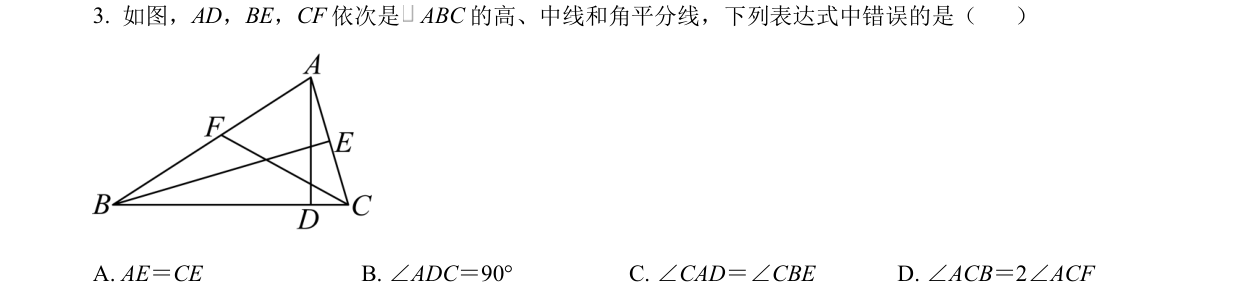 3. 如图，AD，BE，CF 依次是 ABC 的高、中线和角平分线，下列表达式中错误的是（　　）
A
F
E
B
D
C
A. AE＝CE B. ∠ADC＝90° C. ∠CAD＝∠CBE D. ∠ACB＝2∠ACF